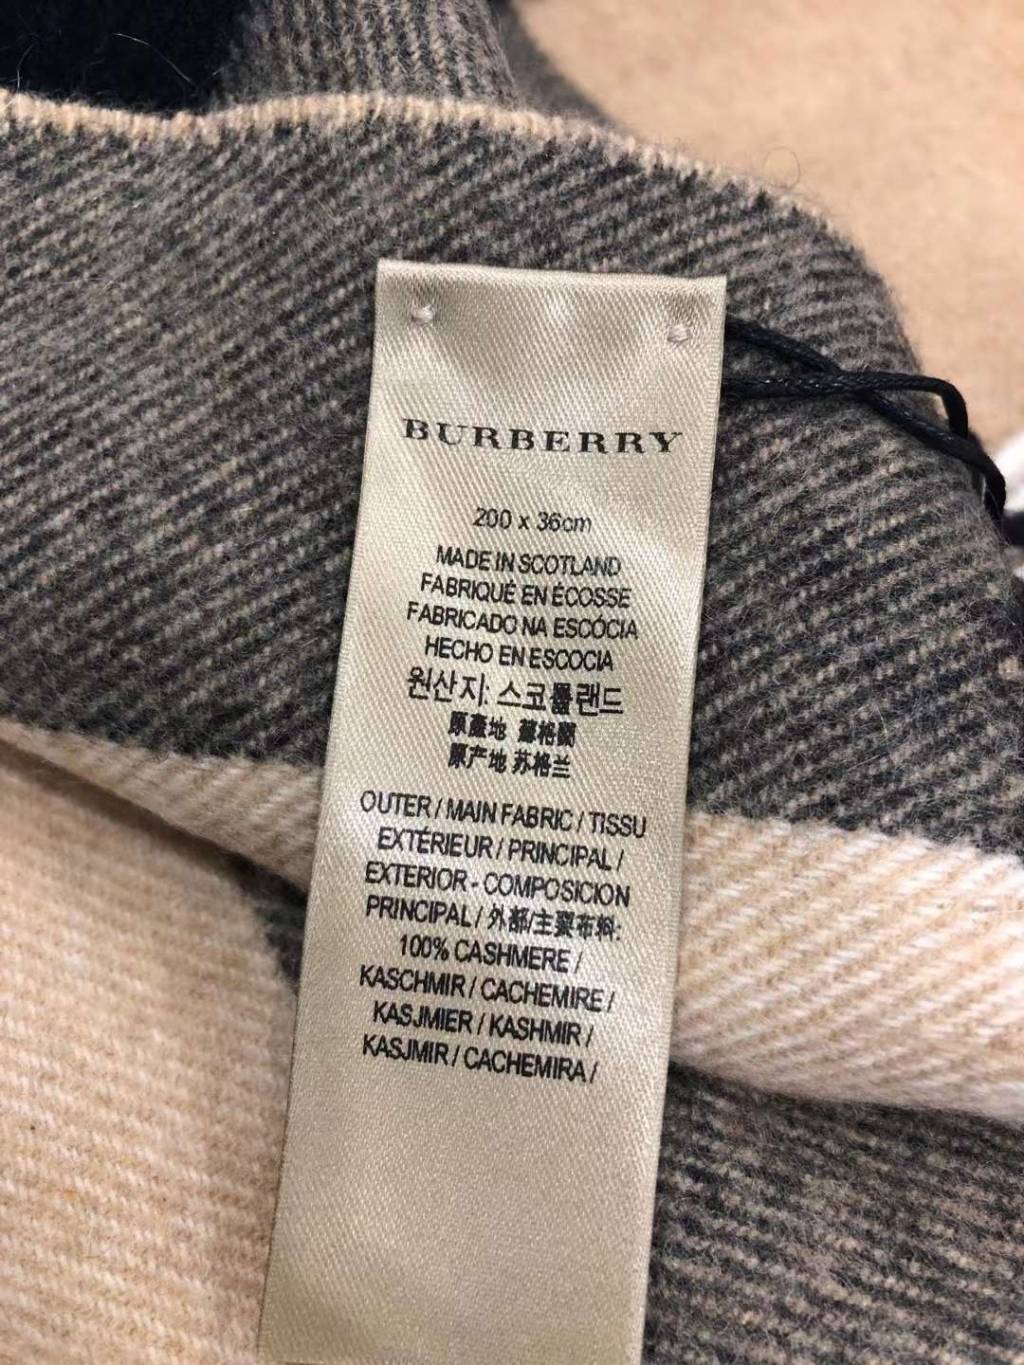 BURBERRY
200 x 36cm
MADE IN SCOTLAND
FABRIQUÉ EN ÉCOSSE
FABRICADO NA ESCÓCIA
HECHO EN ESCOCIA
원산지: 스코틀랜드
原產地 蘇格蘭
原产地 苏格兰
OUTER / MAIN FABRIC / TISSU
EXTÉRIEUR / PRINCIPAL /
EXTERIOR - COMPOSICION
PRINCIPAL / 外部/主要布料:
100% CASHMERE /
KASCHMIR / CACHEMIRE /
KASJMIER / KASHMIR /
KASJMIR / CACHEMIRA /